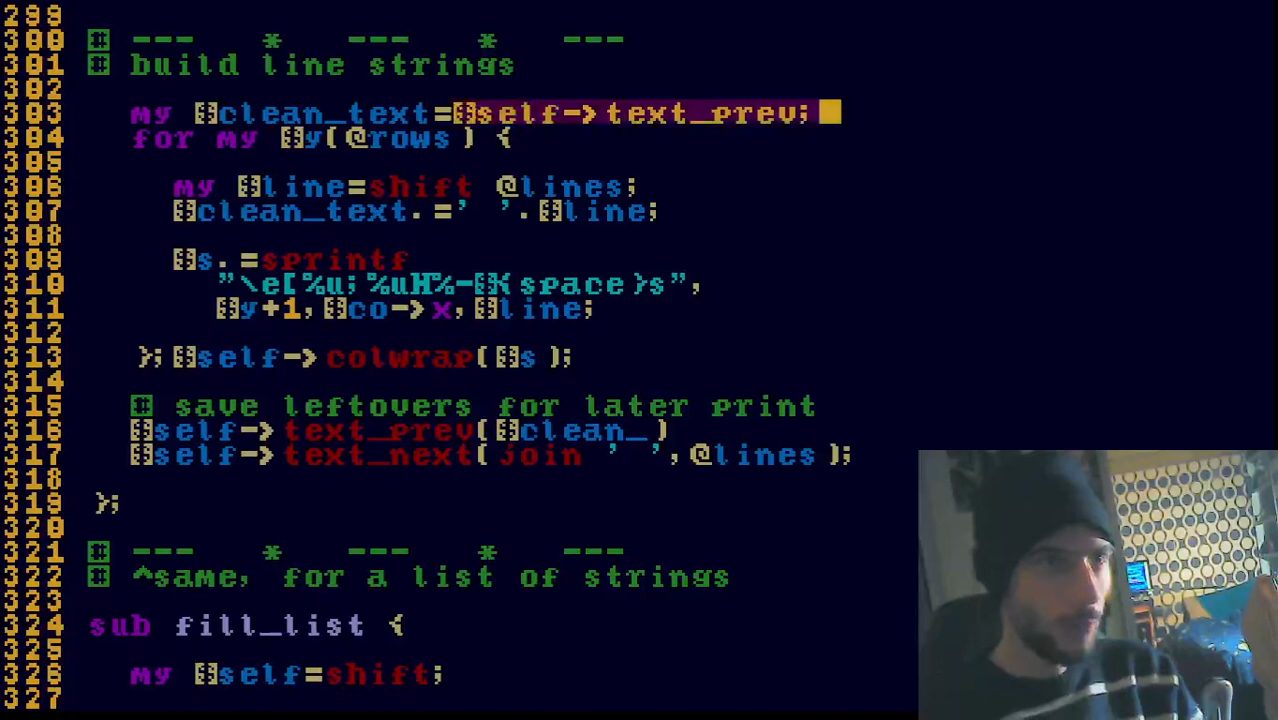 299
300 # --- * --- * ---
301 # build line strings
302
303 my $clean_text=$self->text_prev;
304 for my $y(@rows) {
305
306 my $line=shift @lines;
307 $clean_text.=' '.$line;
308
309 $s.=sprintf
310 "\e[%u;%uH%-${space}s",
311 $y+1,$co->x,$line;
312
313 };$self->colwrap($s);
314
315 # save leftovers for later print
316 $self->text_prev($clean_)
317 $self->text_next(join ' ',@lines);
318
319 };
320
321 # --- * --- * ---
322 # ^same, for a list of strings
323
324 sub fill_list {
325
326 my $self=shift;
327